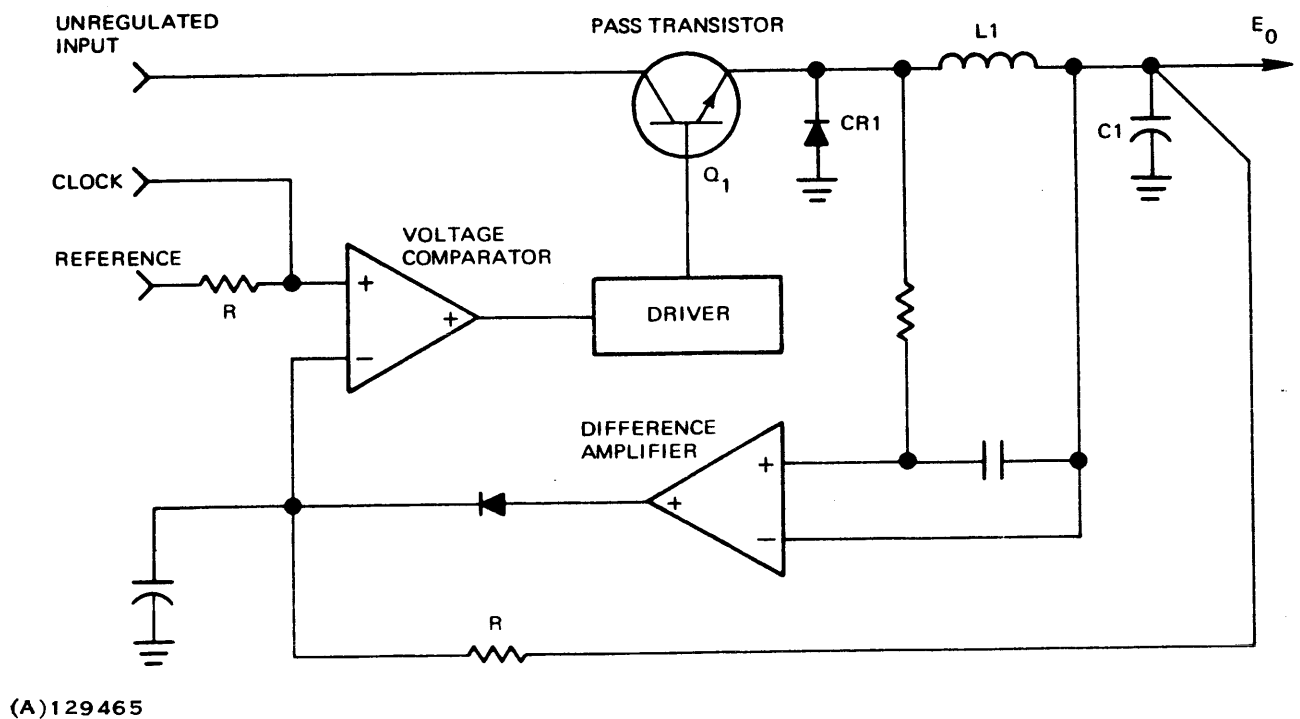 UNREGULATED
INPUT
PASS TRANSISTOR
L1
E0
CR1
C1
Q1
CLOCK
REFERENCE
R
VOLTAGE
COMPARATOR
+
+
−
DRIVER
DIFFERENCE
AMPLIFIER
+
+
−
R
(A)129465